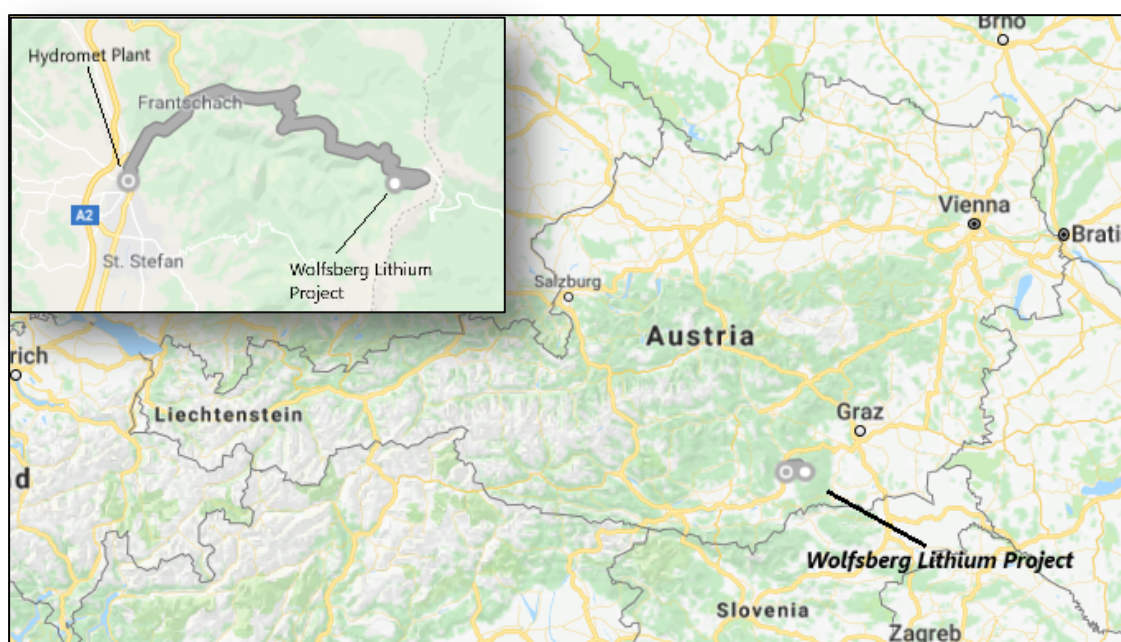 Hydromet Plant
Frantschach
A2
St. Stefan
Wolfsberg Lithium
Project
Brno
Vienna
Brati
Salzburg
Austria
rich
Liechtenstein
Graz
d
Wolfsberg Lithium Project
Slovenia
Zagreb